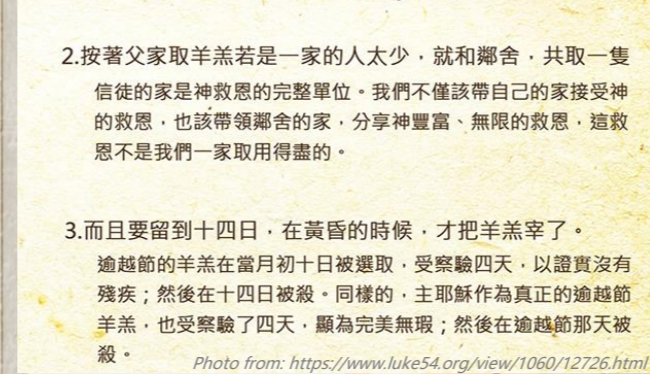 2.按著父家取羊羔若是一家的人太少，就和鄰舍，共取一隻
信徒的家是神救恩的完整單位。我們不僅該帶自己的家接受神
的救恩，也該帶領鄰舍的家，分享神豐富、無限的救恩，這救
恩不是我們一家取用得盡的。
3.而且要留到十四日，在黃昏的時候，才把羊羔宰了。
逾越節的羊羔在當月初十日被選取，受察驗四天，以證實沒有
殘疾；然後在十四日被殺。同樣的，主耶穌作為真正的逾越節
羊羔，也受察驗了四天，顯為完美無瑕；然後在逾越節那天被
殺。
Photo from: https://www.luke54.org/view/1060/12726.html